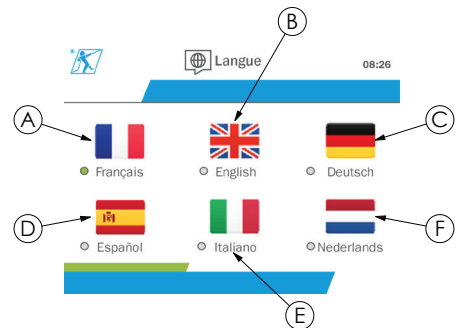 B
Langue
08:26
A
C
Français
English
Deutsch
D
F
Español
Italiano
Nederlands
E